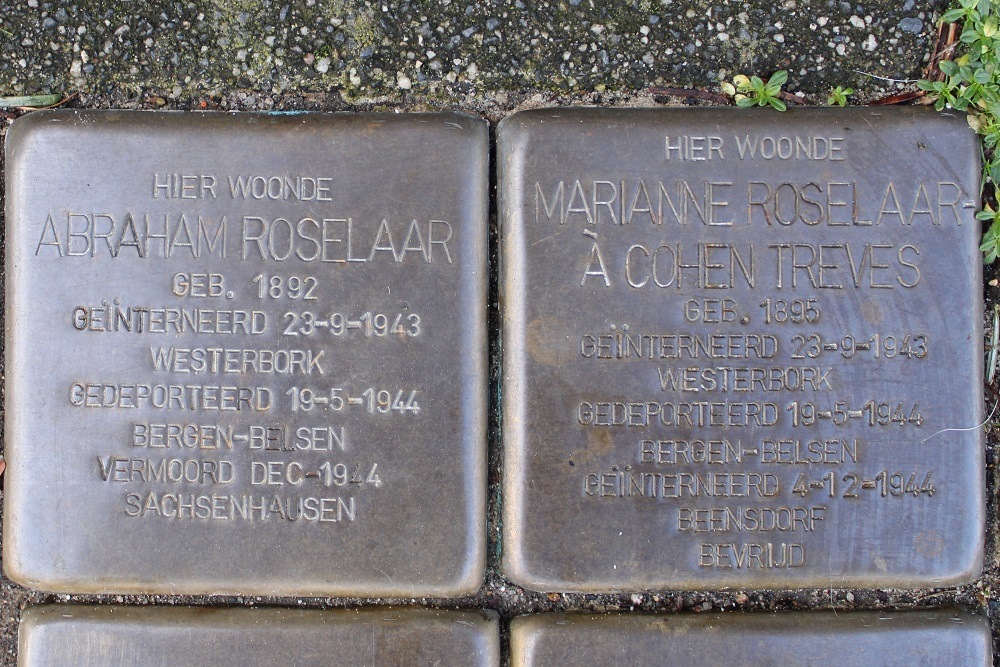 HIER WOONDE
ABRAHAM ROSELAAR
GEB. 1892
GEÏNTERNEERD 23-9-1943
WESTERBORK
GEDEPORTEERD 19-5-1944
BERGEN-BELSEN
VERMOORD DEC-1944
SACHSENHAUSEN
HIER WOONDE
MARIANNE ROSELAAR-
À COHEN TREVES
GEB. 1895
GEÏNTERNEERD 23-9-1943
WESTERBORK
GEDEPORTEERD 19-5-1944
BERGEN-BELSEN
GEÏNTERNEERD 4-12-1944
BEENSDORF
BEVRIJD